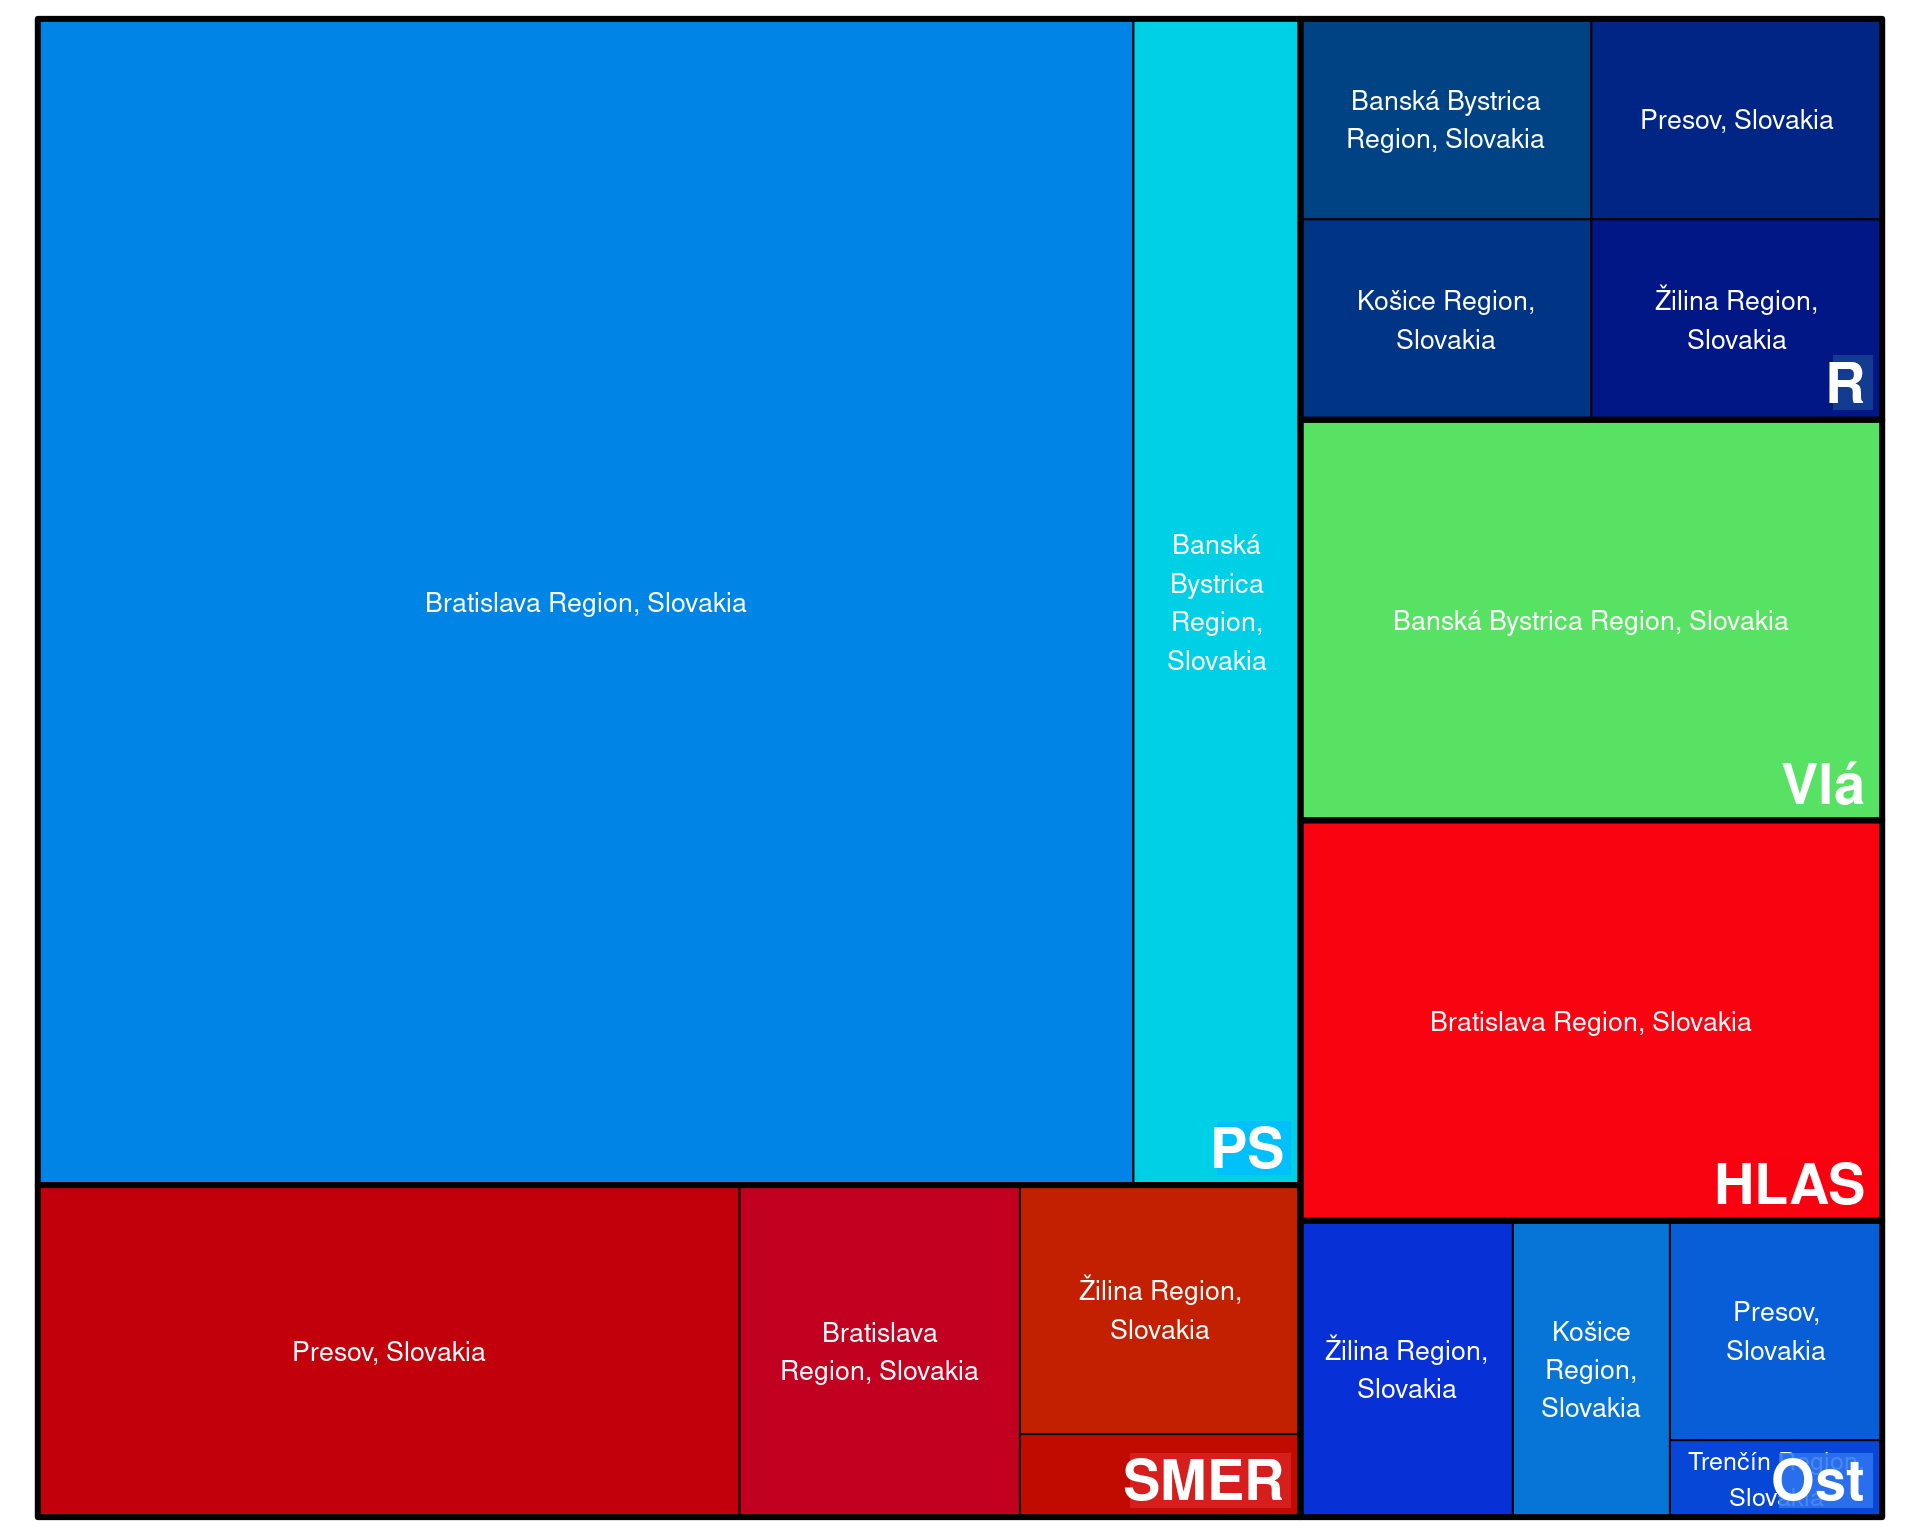 Bratislava Region, Slovakia
Banská
Bystrica
Region,
Slovakia
PS
Presov, Slovakia
Bratislava
Region, Slovakia
Žilina Region,
Slovakia
SMER
Banská Bystrica
Region, Slovakia
Presov, Slovakia
Košice Region,
Slovakia
Žilina Region,
Slovakia
R
Banská Bystrica Region, Slovakia
Vlá
Bratislava Region, Slovakia
HLAS
Žilina Region,
Slovakia
Košice
Region,
Slovakia
Presov,
Slovakia
Trenčín Region,
Slovakia
Ost